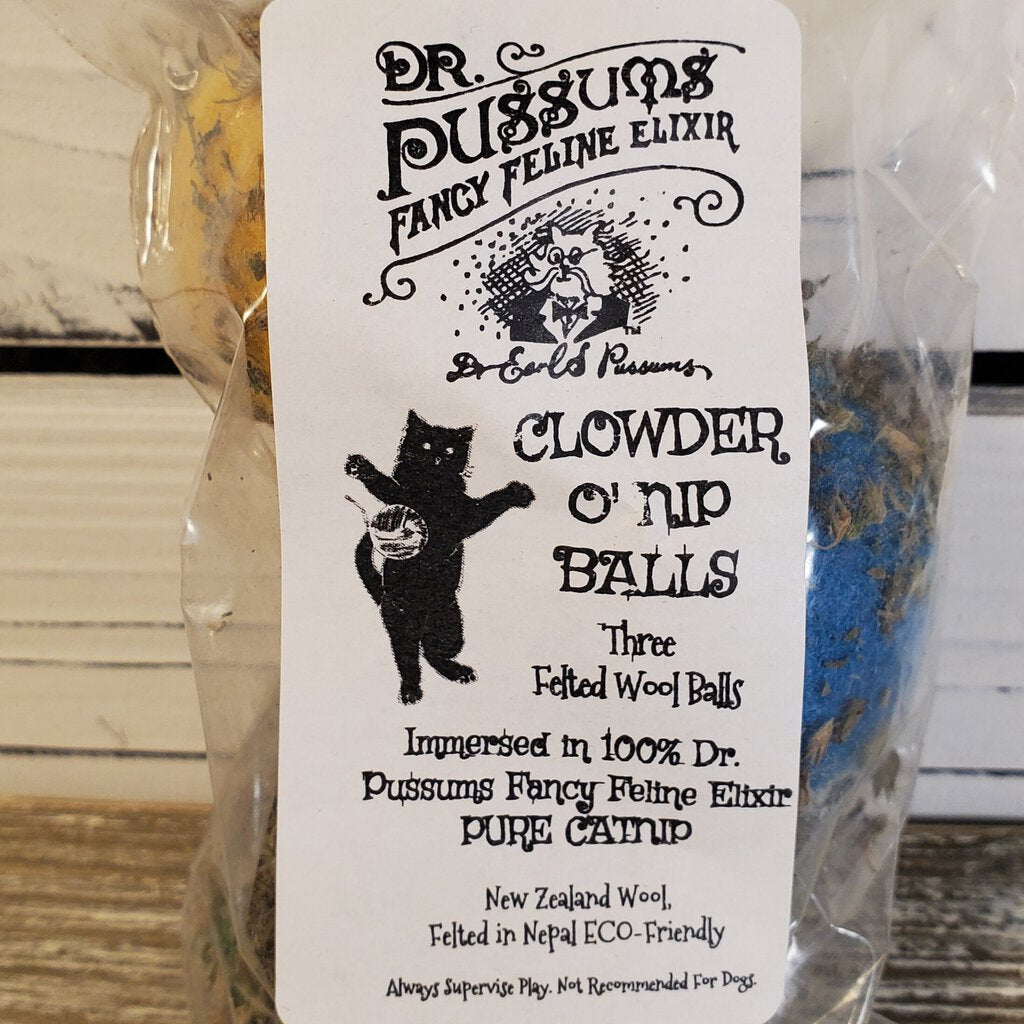 DR.
PUSSUMS
FANCY FELINE ELIXIR
TM
Dr Earl S Pussums
CLOWDER
O' NIP
BALLS
Three
Felted Wool Balls
Immersed in 100% Dr.
Pussums Fancy Feline Elixir
PURE CATNIP
New Zealand Wool,
Felted in Nepal ECO-Friendly
Always Supervise Play. Not Recommended For Dogs.